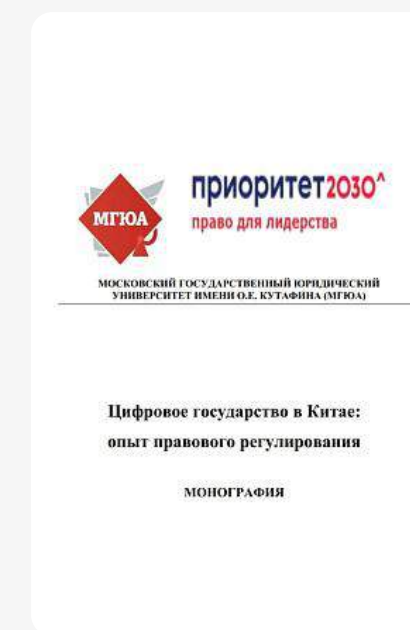 МГЮА
приоритет2030^
право для лидерства
МОСКОВСКИЙ ГОСУДАРСТВЕННЫЙ ЮРИДИЧЕСКИЙ
УНИВЕРСИТЕТ ИМЕНИ О.Е. КУТАФИНА (МГЮА)
Цифровое государство в Китае:
опыт правового регулирования
МОНОГРАФИЯ